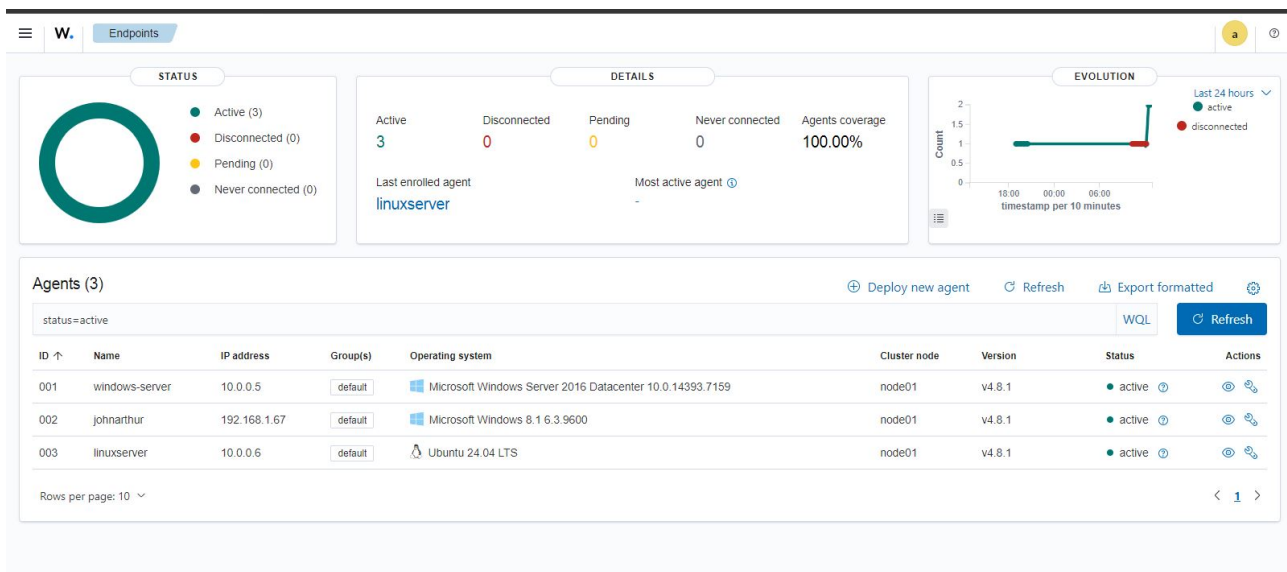 W. Endpoints a
STATUS
Active (3)
Disconnected (0)
Pending (0)
Never connected (0)
DETAILS
Active Disconnected Pending Never connected Agents coverage
3 0 0 0 100.00%
Last enrolled agent Most active agent
linuxserver -
EVOLUTION
Last 24 hours
active
disconnected
Count
2
1.5
1
0.5
0
18:00 00:00 06:00
timestamp per 10 minutes
Agents (3) Deploy new agent Refresh Export formatted
status=active WQL Refresh
ID Name IP address Group(s) Operating system Cluster node Version Status Actions
001 windows-server 10.0.0.5 default Microsoft Windows Server 2016 Datacenter 10.0.14393.7159 node01 v4.8.1 active
002 johnarthur 192.168.1.67 default Microsoft Windows 8.1 6.3.9600 node01 v4.8.1 active
003 linuxserver 10.0.0.6 default Ubuntu 24.04 LTS node01 v4.8.1 active
Rows per page: 10 < 1 >